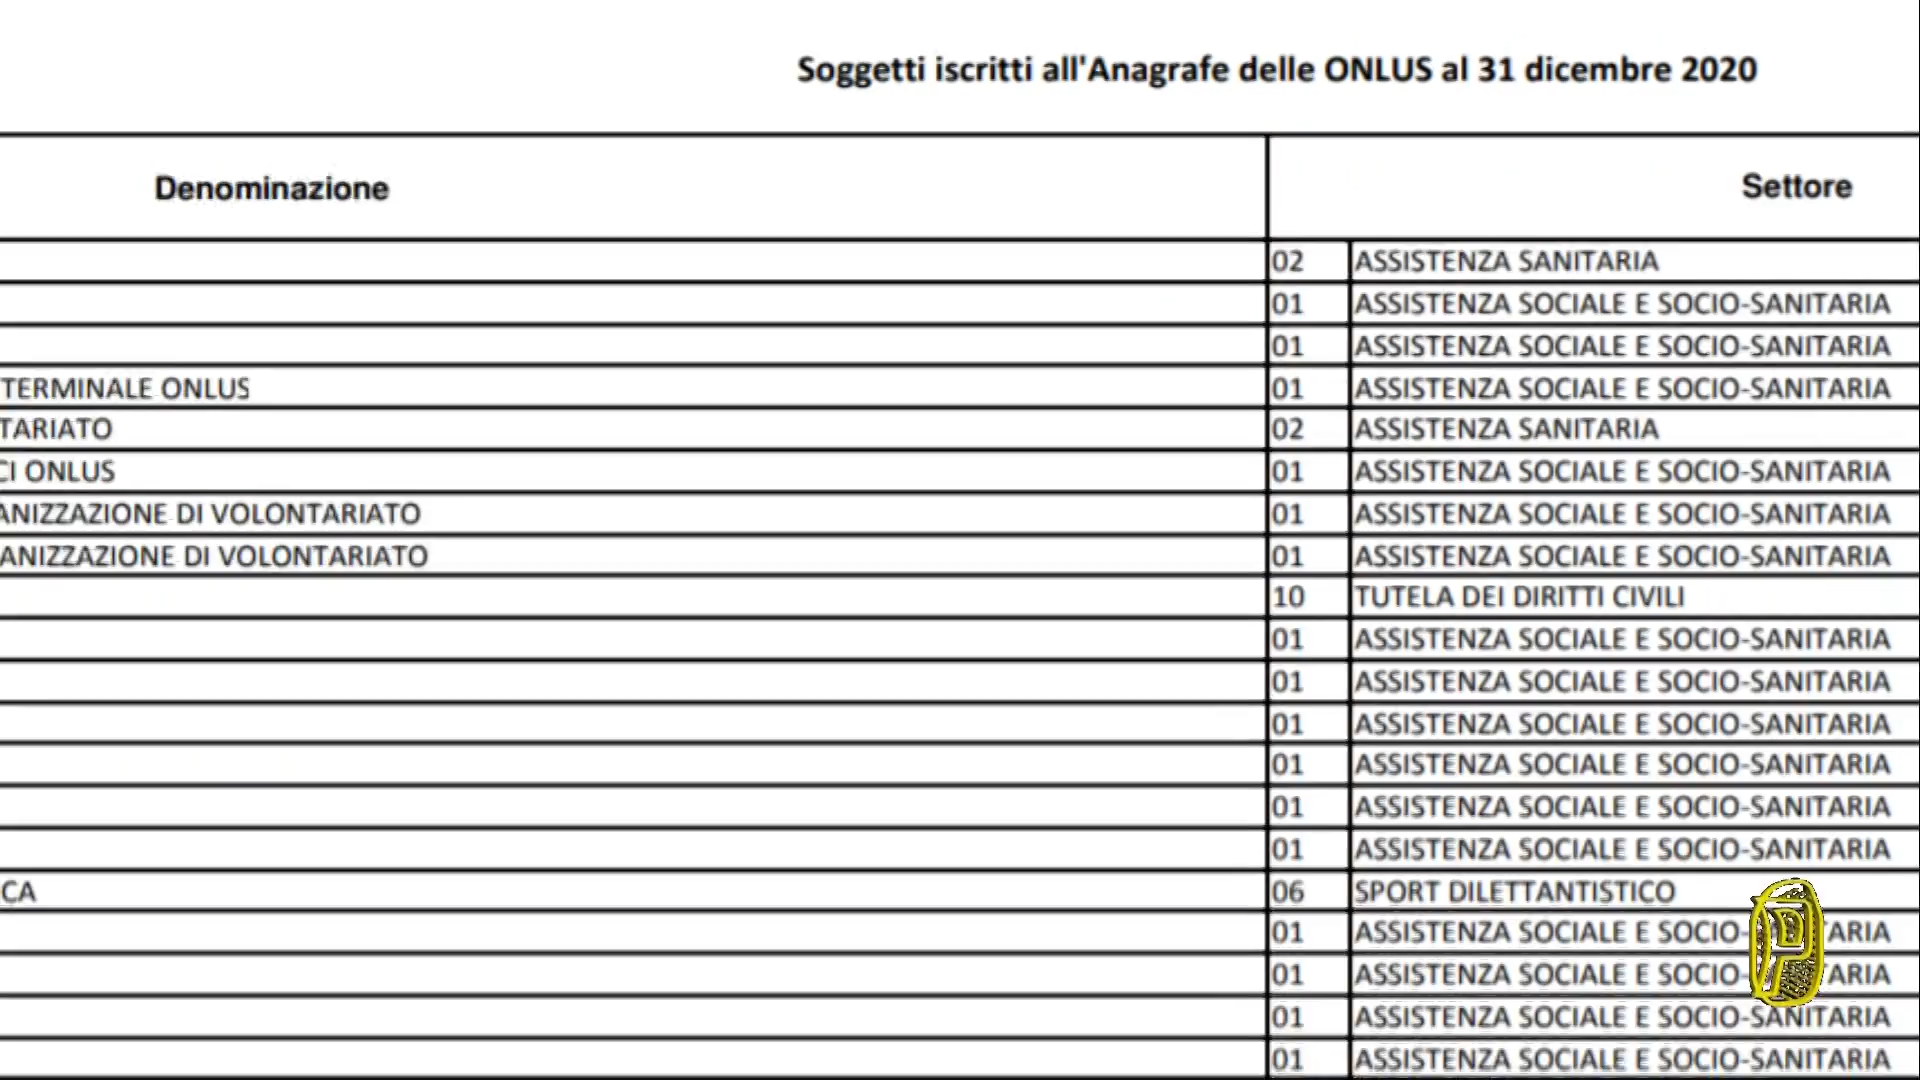 Soggetti iscritti all'Anagrafe delle ONLUS al 31 dicembre 2020
Denominazione Settore
02 ASSISTENZA SANITARIA
01 ASSISTENZA SOCIALE E SOCIO-SANITARIA
01 ASSISTENZA SOCIALE E SOCIO-SANITARIA
TERMINALE ONLUS 01 ASSISTENZA SOCIALE E SOCIO-SANITARIA
TARIATO 02 ASSISTENZA SANITARIA
CI ONLUS 01 ASSISTENZA SOCIALE E SOCIO-SANITARIA
ANIZZAZIONE DI VOLONTARIATO 01 ASSISTENZA SOCIALE E SOCIO-SANITARIA
ANIZZAZIONE DI VOLONTARIATO 01 ASSISTENZA SOCIALE E SOCIO-SANITARIA
10 TUTELA DEI DIRITTI CIVILI
01 ASSISTENZA SOCIALE E SOCIO-SANITARIA
01 ASSISTENZA SOCIALE E SOCIO-SANITARIA
01 ASSISTENZA SOCIALE E SOCIO-SANITARIA
01 ASSISTENZA SOCIALE E SOCIO-SANITARIA
01 ASSISTENZA SOCIALE E SOCIO-SANITARIA
01 ASSISTENZA SOCIALE E SOCIO-SANITARIA
CA 06 SPORT DILETTANTISTICO
01 ASSISTENZA SOCIALE E SOCIO-TARIA
01 ASSISTENZA SOCIALE E SOCIO-TARIA
01 ASSISTENZA SOCIALE E SOCIO-SANITARIA
01 ASSISTENZA SOCIALE E SOCIO-SANITARIA
P